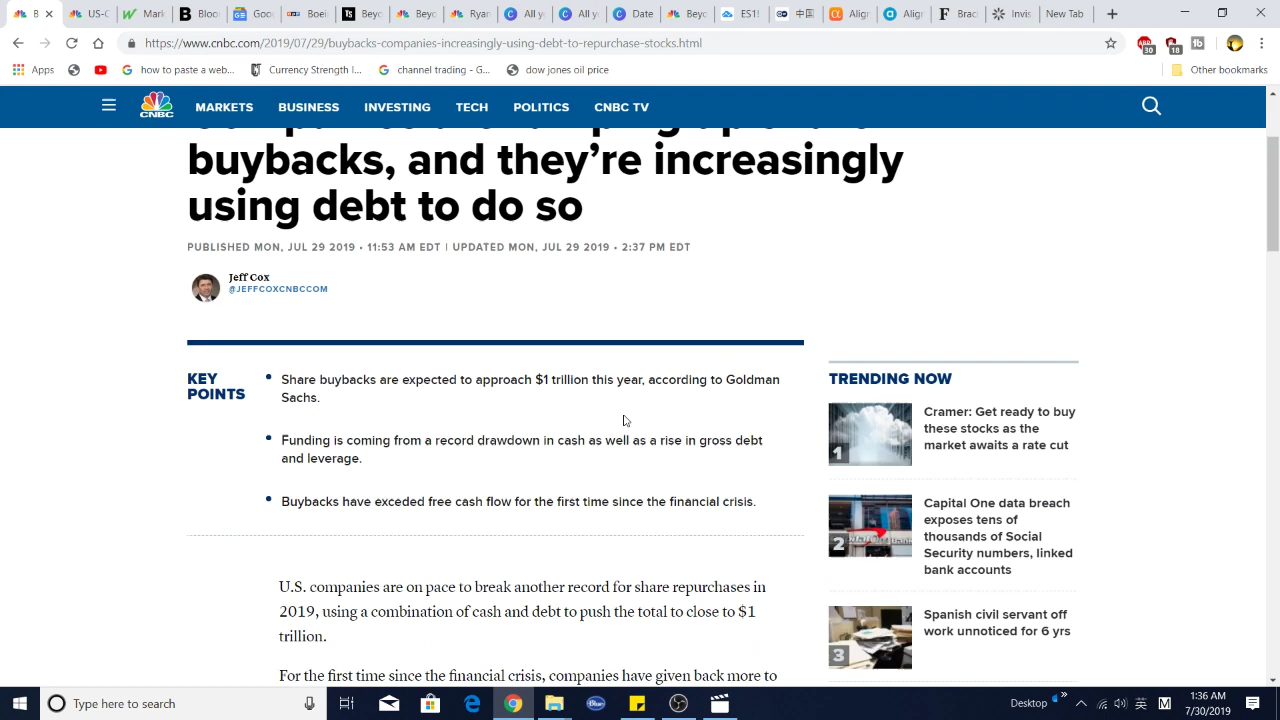 US-C
Bey
Goo
Ben
Bey
Ryan
All y
All y
Date
Bey
ES1!
中国
Align
Align
Brac
Invis
New Tab
https://www.cnbc.com/2019/07/29/buybacks-companies-increasingly-using-debt-to-repurchase-stocks.html
30
18
Apps
how to paste a web...
Currency Strength I...
channel trading - G...
dow jones oil price
Other bookmarks
CNBC
MARKETS
BUSINESS
INVESTING
TECH
POLITICS
CNBC TV
buybacks, and they’re increasingly
using debt to do so
PUBLISHED MON, JUL 29 2019 • 11:53 AM EDT | UPDATED MON, JUL 29 2019 • 2:37 PM EDT
Jeff Cox
@JEFFCOXCNBCCOM
KEY
POINTS
Share buybacks are expected to approach $1 trillion this year, according to Goldman
Sachs.
Funding is coming from a record drawdown in cash as well as a rise in gross debt
and leverage.
Buybacks have exceded free cash flow for the first time since the financial crisis.
U.S. companies are on pace to break another record for share repurchases in
2019, using a combination of cash and debt to push the total to close to $1
trillion.
For the first time since the financial crisis, companies have given back more to
TRENDING NOW
1
Cramer: Get ready to buy
these stocks as the
market awaits a rate cut
2
Capital One data breach
exposes tens of
thousands of Social
Security numbers, linked
bank accounts
3
Spanish civil servant off
work unnoticed for 6 yrs
Type here to search
Desktop
英
M
1:36 AM
7/30/2019